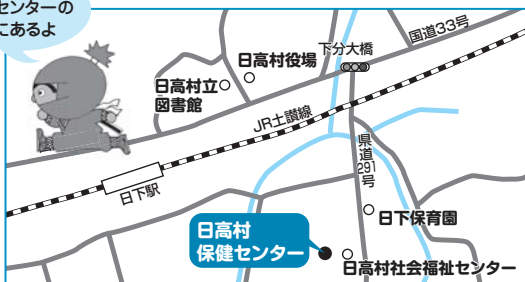 センターの
にあるよ
国道33号
下分大橋
日高村役場
日高村立
図書館
JR土讃線
県道291号
日下駅
日下保育園
日高村
保健センター
日高村社会福祉センター